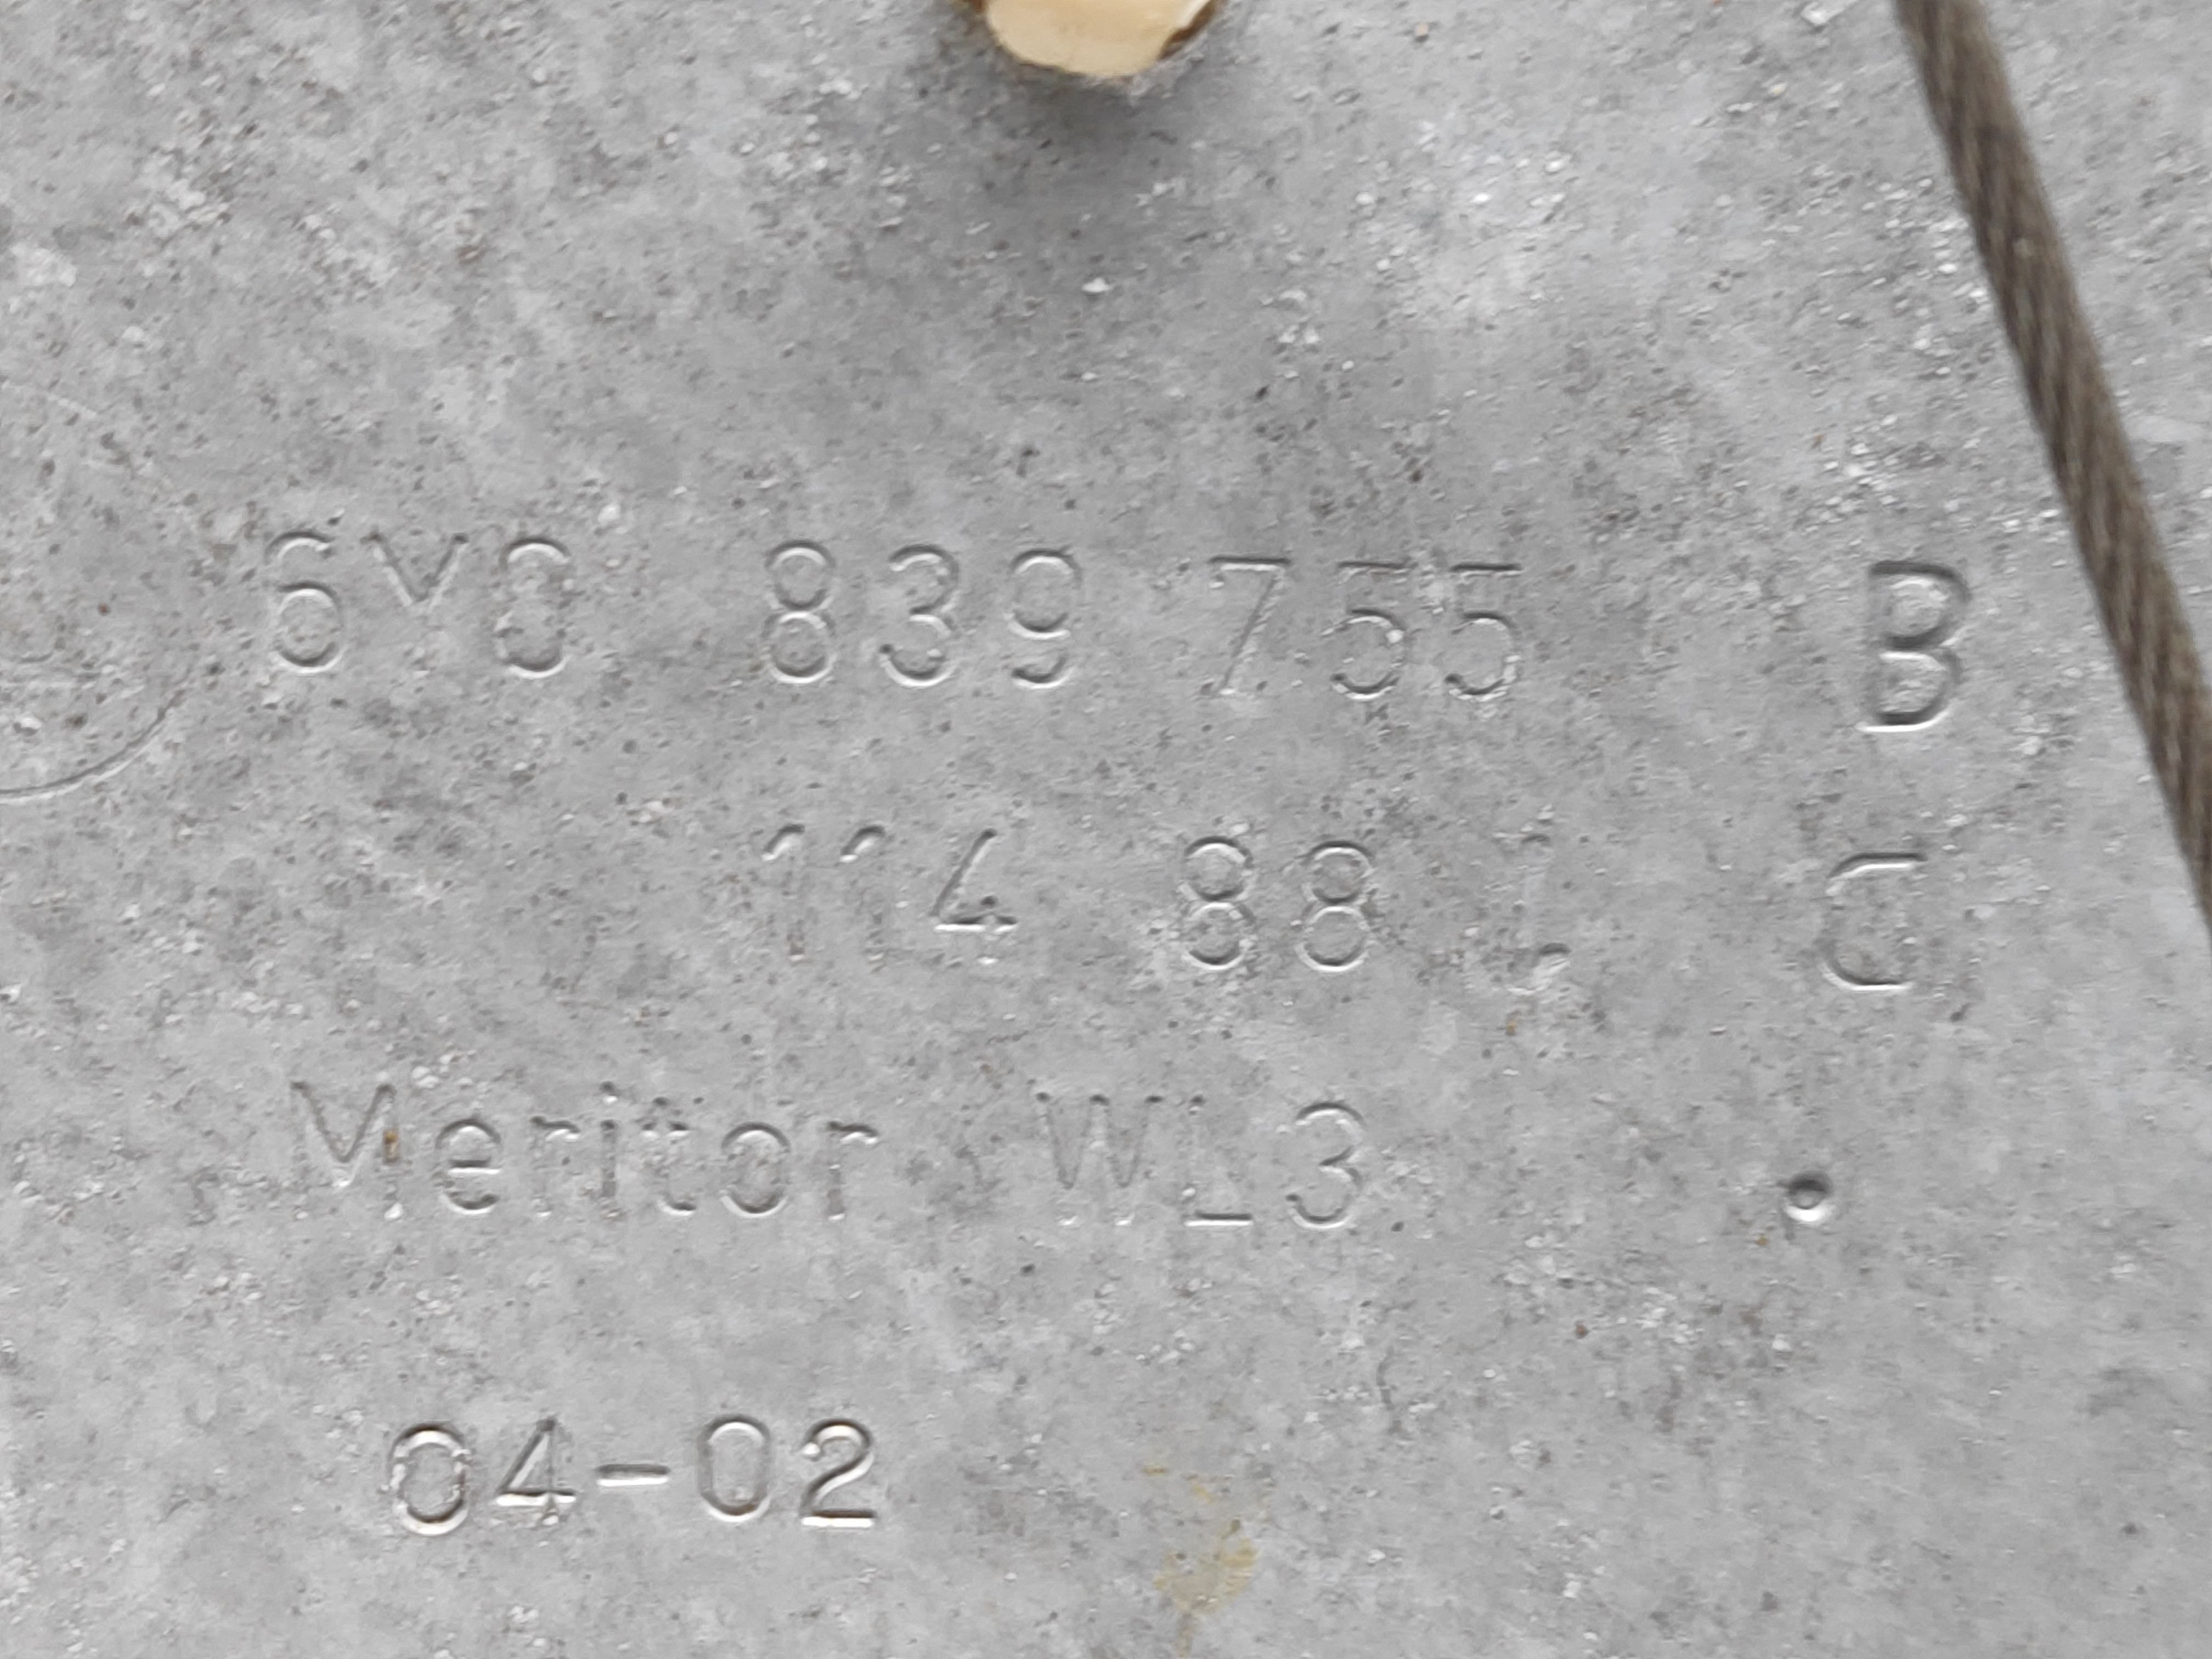 6Y0 839 755 B
114 88 C
Meritor WL3 .
04-02